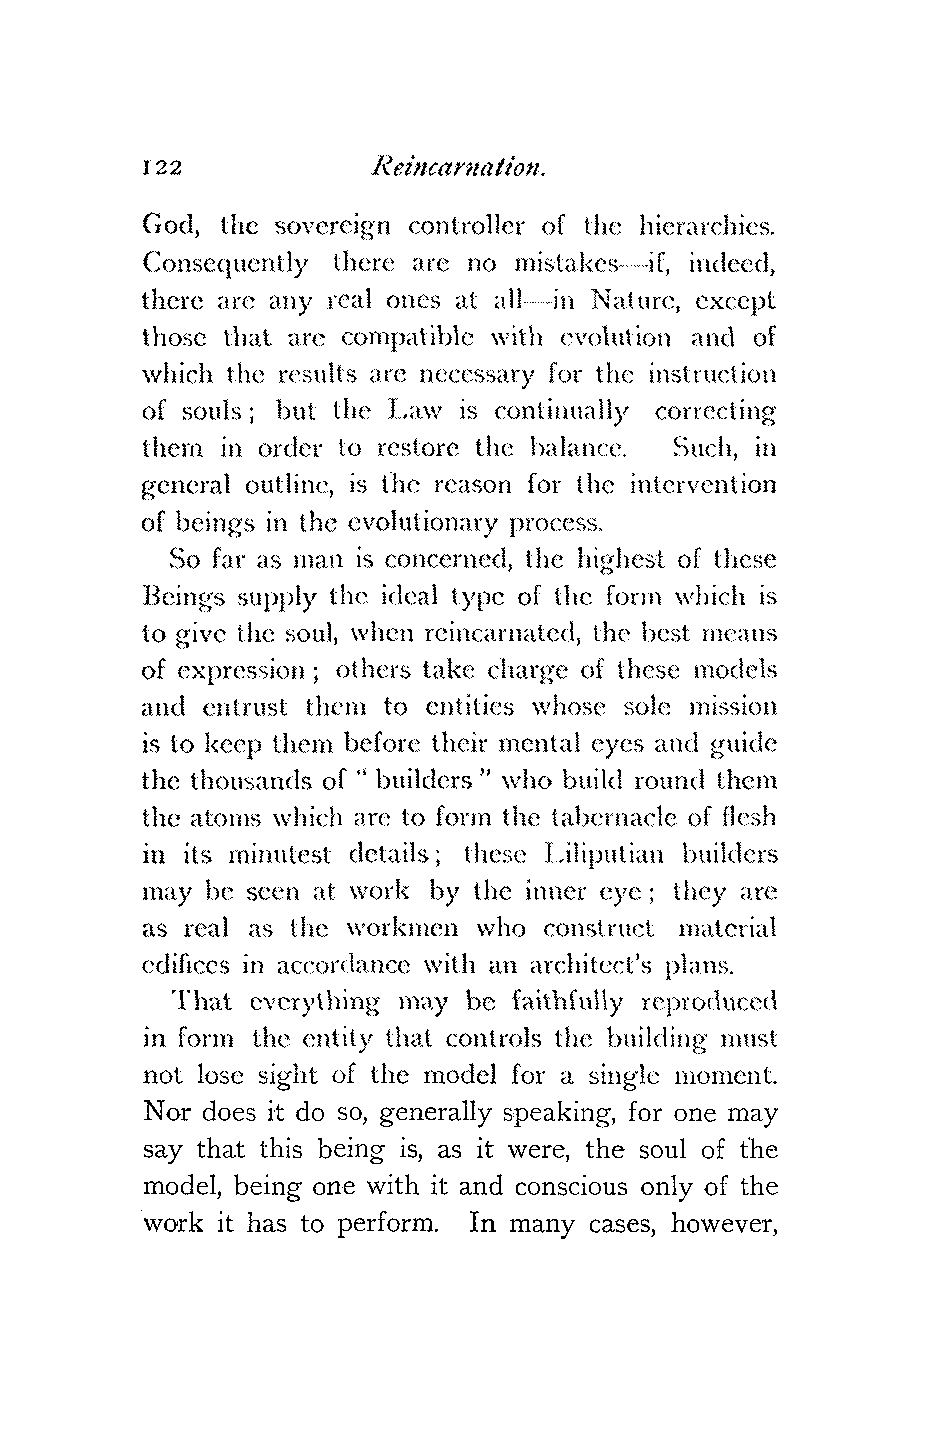 122 Reincarnation.
God, the sovereign controller of the hierarchies.
Consequently there are no mistakes—if, indeed,
there are any real ones at all—in Nature, except
those that are compatible with evolution and of
which the results are necessary for the instruction
of souls; but the Law is continually correcting
them in order to restore the balance. Such, in
general outline, is the reason for the intervention
of beings in the evolutionary process.
So far as man is concerned, the highest of these
Beings supply the ideal type of the form which is
to give the soul, when reincarnated, the best means
of expression; others take charge of these models
and entrust them to entities whose sole mission
is to keep them before their mental eyes and guide
the thousands of "builders" who build round them
the atoms which are to form the tabernacle of flesh
in its minutest details; these Liliputian builders
may be seen at work by the inner eye; they are
as real as the workmen who construct material
edifices in accordance with an architect's plans.
That everything may be faithfully reproduced
in form the entity that controls the building must
not lose sight of the model for a single moment.
Nor does it do so, generally speaking, for one may
say that this being is, as it were, the soul of the
model, being one with it and conscious only of the
work it has to perform. In many cases, however,